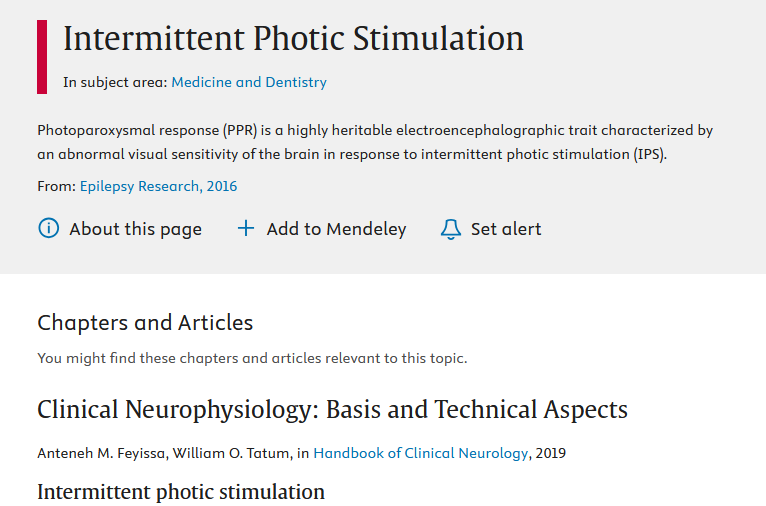 Intermittent Photic Stimulation
In subject area: Medicine and Dentistry
Photoparoxysmal response (PPR) is a highly heritable electroencephalographic trait characterized by
an abnormal visual sensitivity of the brain in response to intermittent photic stimulation (IPS).
From: Epilepsy Research, 2016
About this page Add to Mendeley Set alert
Chapters and Articles
You might find these chapters and articles relevant to this topic.
Clinical Neurophysiology: Basis and Technical Aspects
Anteneh M. Feyissa, William O. Tatum, in Handbook of Clinical Neurology, 2019
Intermittent photic stimulation